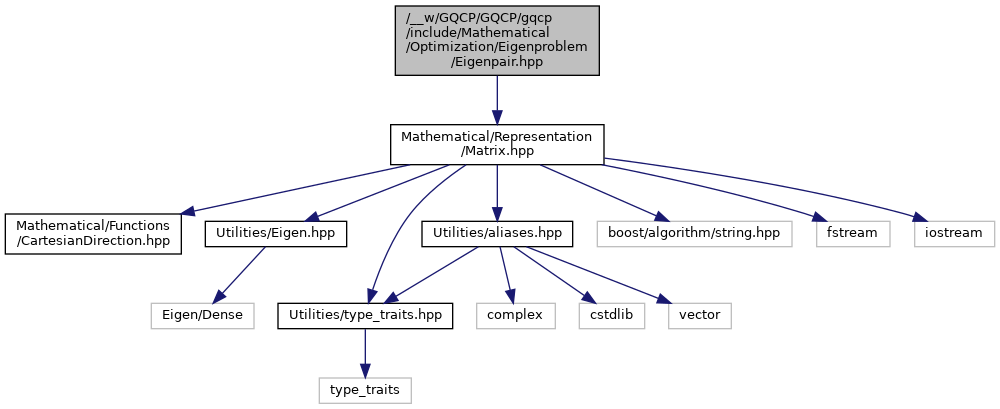 /__w/GQCP/GQCP/gqcp
/include/Mathematical
/Optimization/Eigenproblem
/Eigenpair.hpp
Mathematical/Representation
/Matrix.hpp
Mathematical/Functions
/CartesianDirection.hpp
Utilities/Eigen.hpp
Utilities/aliases.hpp
boost/algorithm/string.hpp
fstream
iostream
Eigen/Dense
Utilities/type_traits.hpp
complex
cstdlib
vector
type_traits